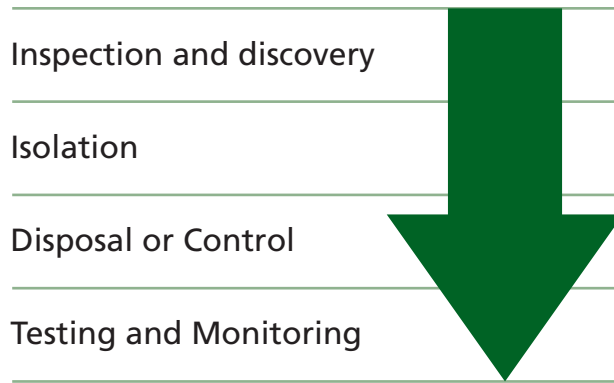 Inspection and discovery
Isolation
Disposal or Control
Testing and Monitoring